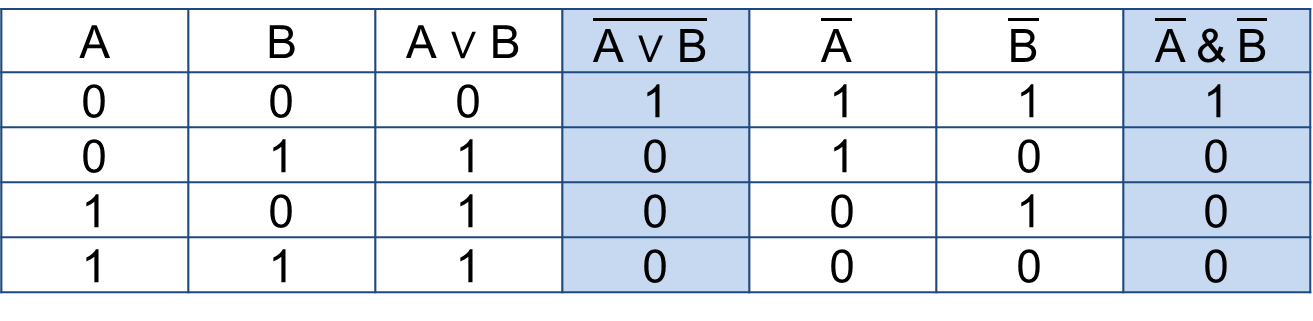 A B A ∨ B A̅ ̅∨̅ ̅B̅ A̅ B̅ A̅ & B̅
0 0 0 1 1 1 1
0 1 1 0 1 0 0
1 0 1 0 0 1 0
1 1 1 0 0 0 0